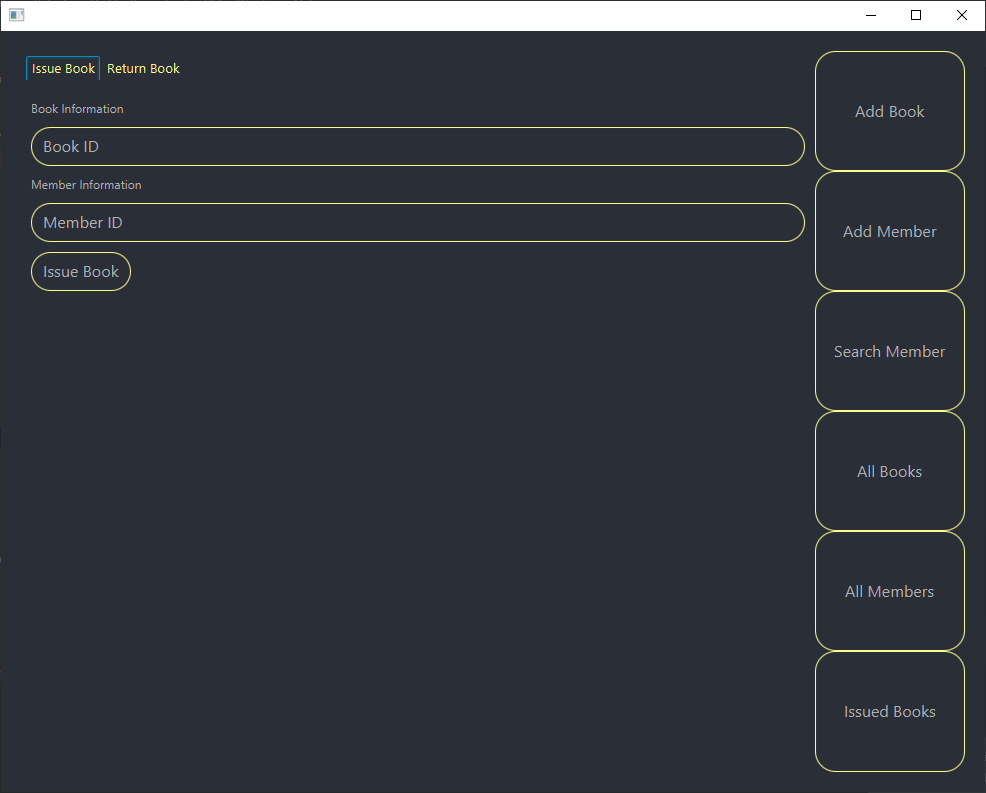 Issue Book
Return Book
Book Information
Book ID
Member Information
Member ID
Issue Book
Add Book
Add Member
Search Member
All Books
All Members
Issued Books